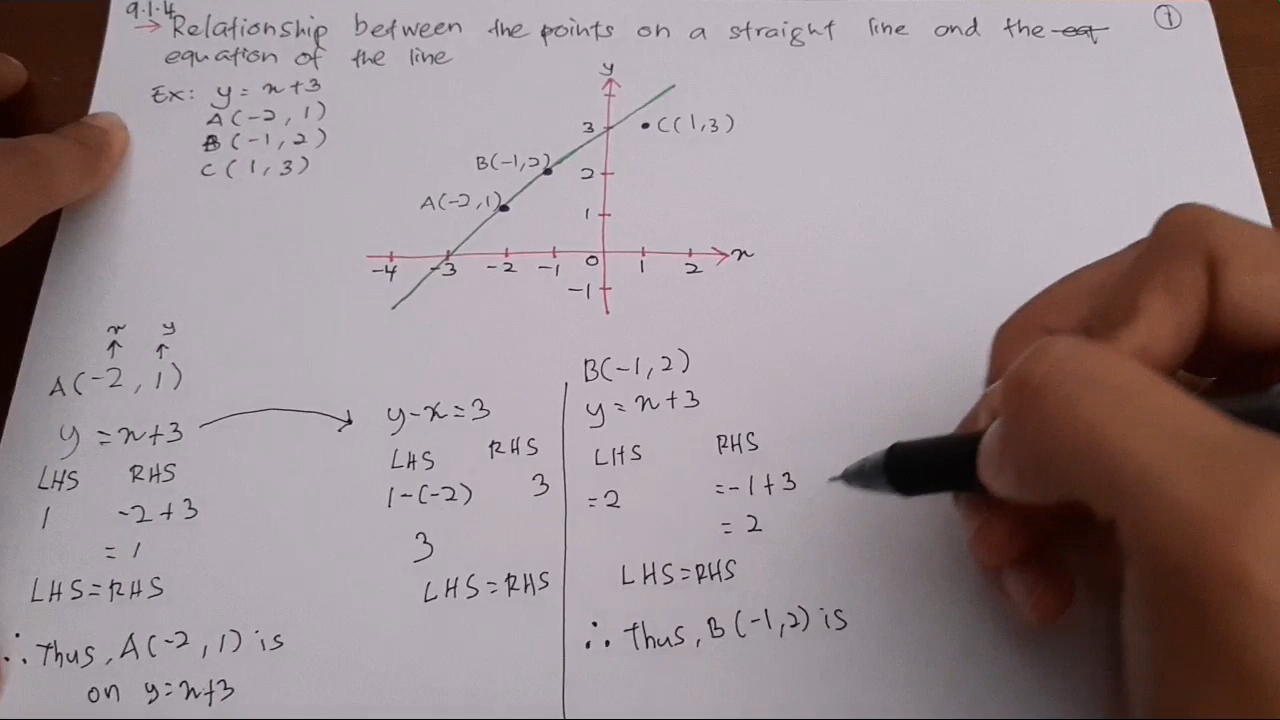 9.1.4
→ Relationship between the points on a straight line and the eq
equation of the line
①
Ex: y = x+3
A(-2, 1)
B(-1, 2)
C(1, 3)
y
3
2
1
0
-1
-4 -3 -2 -1 1 2 x
A(-2,1)
B(-1,2)
C(1,3)
x y
↑ ↑
A(-2, 1)
y = x+3
LHS RHS
1 -2+3
= 1
LHS = RHS
∴ Thus, A(-2, 1) is
on y=x+3
y-x=3
LHS RHS
1-(-2) 3
3
LHS = RHS
B(-1, 2)
y = x+3
LHS RHS
=2 =-1+3
= 2
LHS = RHS
∴ Thus, B(-1,2) is